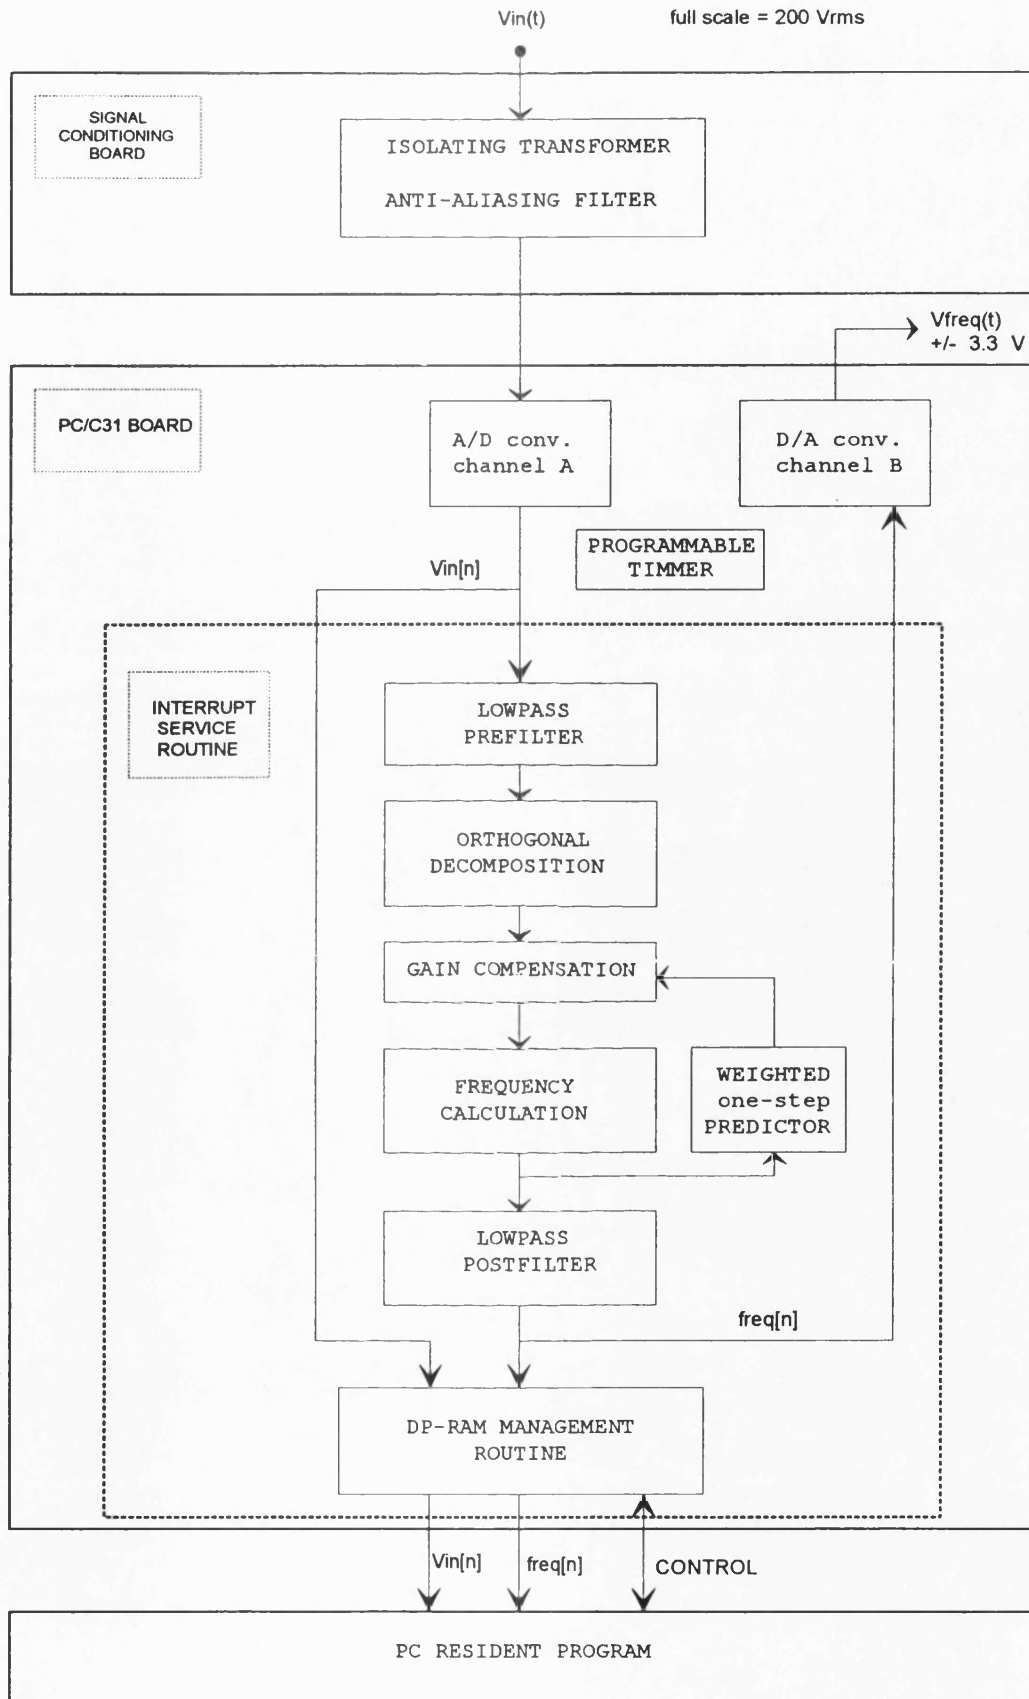 Vin(t)
full scale = 200 Vrms
SIGNAL
CONDITIONING
BOARD
ISOLATING TRANSFORMER
ANTI-ALIASING FILTER
Vfreq(t)
+/- 3.3 V
PC/C31 BOARD
A/D conv.
channel A
D/A conv.
channel B
PROGRAMMABLE
TIMMER
Vin[n]
INTERRUPT
SERVICE
ROUTINE
LOWPASS
PREFILTER
ORTHOGONAL
DECOMPOSITION
GAIN COMPENSATION
FREQUENCY
CALCULATION
WEIGHTED
one-step
PREDICTOR
LOWPASS
POSTFILTER
freq[n]
DP-RAM MANAGEMENT
ROUTINE
Vin[n]
freq[n]
CONTROL
PC RESIDENT PROGRAM